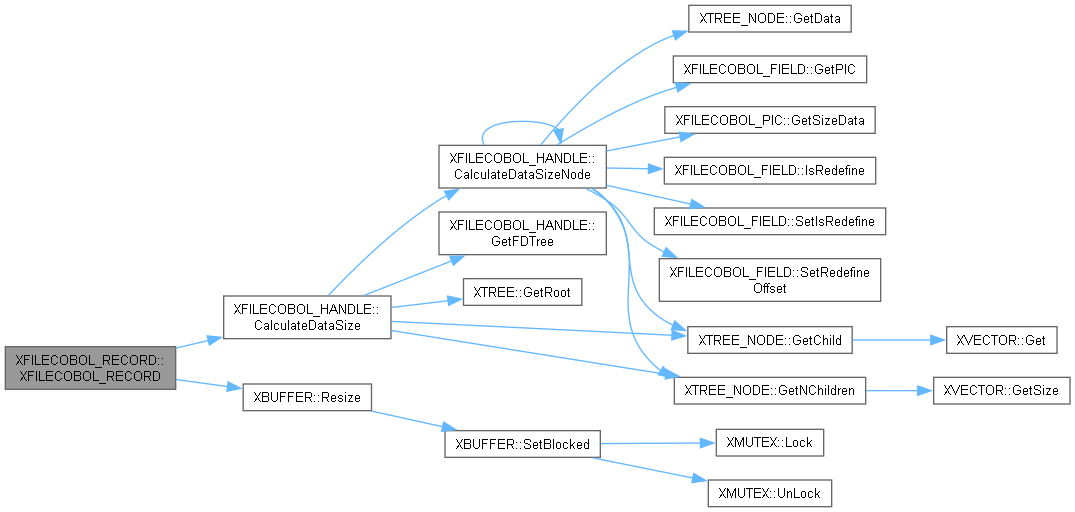 XTREE_NODE::GetData
XFILECOBOL_FIELD::GetPIC
XFILECOBOL_PIC::GetSizeData
XFILECOBOL_HANDLE::
CalculateDataSizeNode
XFILECOBOL_FIELD::IsRedefine
XFILECOBOL_FIELD::SetIsRedefine
XFILECOBOL_HANDLE::
GetFDTree
XFILECOBOL_FIELD::SetRedefine
Offset
XTREE::GetRoot
XFILECOBOL_HANDLE::
CalculateDataSize
XTREE_NODE::GetChild
XVECTOR::Get
XFILECOBOL_RECORD::
XFILECOBOL_RECORD
XBUFFER::Resize
XTREE_NODE::GetNChildren
XVECTOR::GetSize
XBUFFER::SetBlocked
XMUTEX::Lock
XMUTEX::UnLock